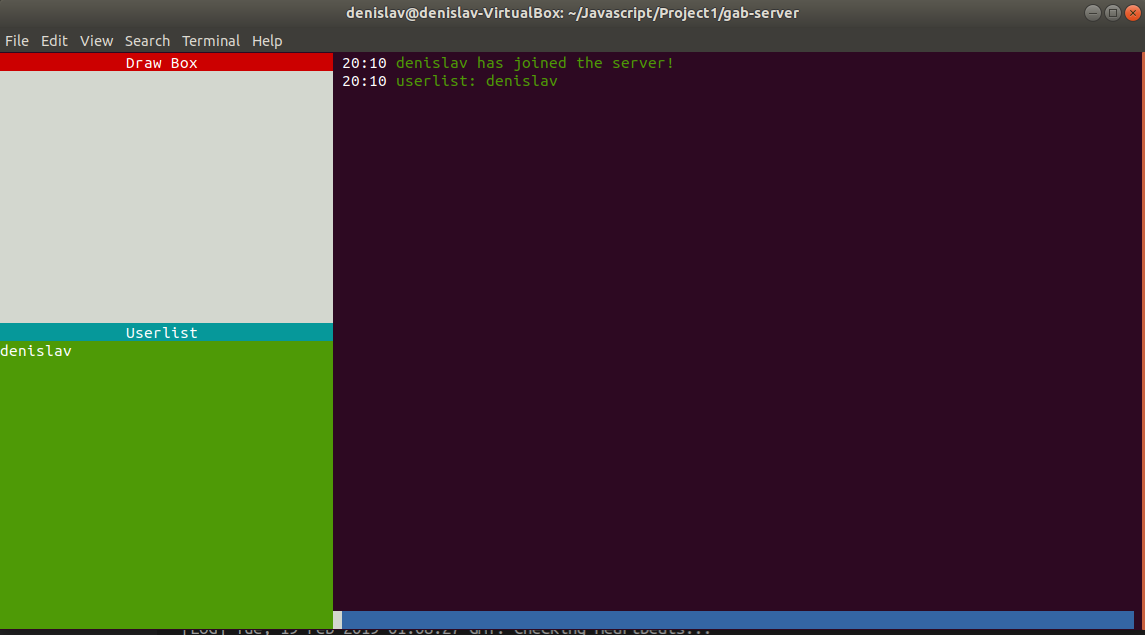 denislav@denislav-VirtualBox: ~/Javascript/Project1/gab-server
File Edit View Search Terminal Help
Draw Box
20:10 denislav has joined the server!
20:10 userlist: denislav
Userlist
denislav
[LOG] Tue, 19 Feb 2019 01:08:27 GMT: Checking heartbeats...